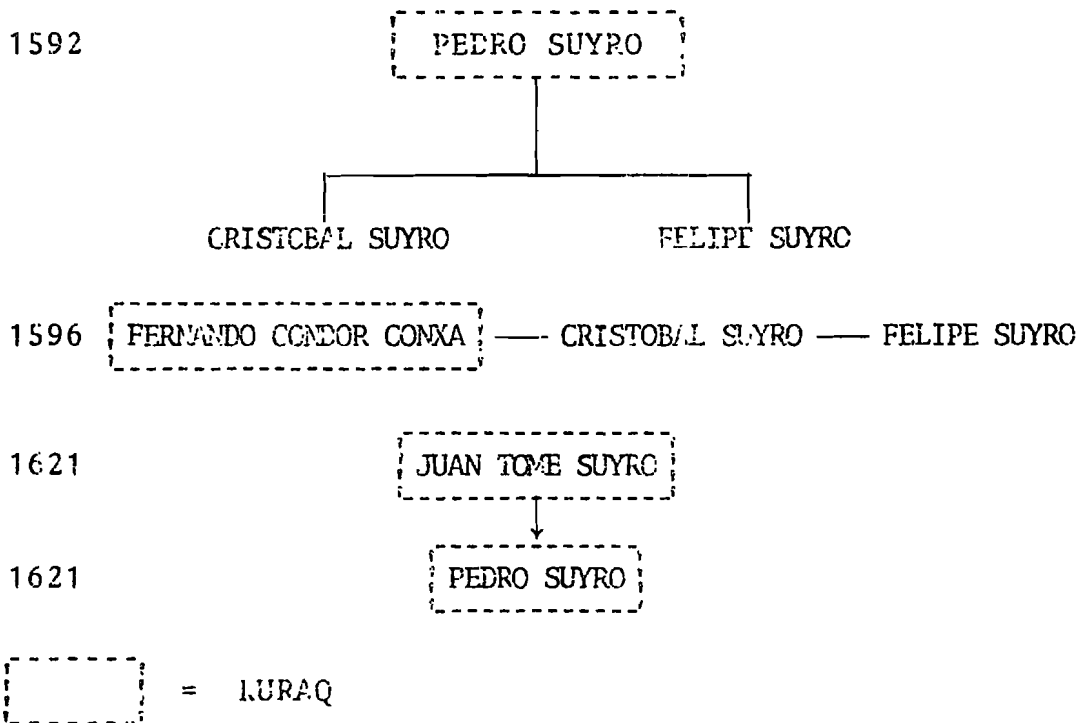 1592 PEDRO SUYRO
CRISTOBAL SUYRO FELIPE SUYRO
1596 FERNANDO CONDOR CONXA CRISTOBAL SUYRO FELIPE SUYRO
1621 JUAN TOME SUYRO
1621 PEDRO SUYRO
= KURAQ